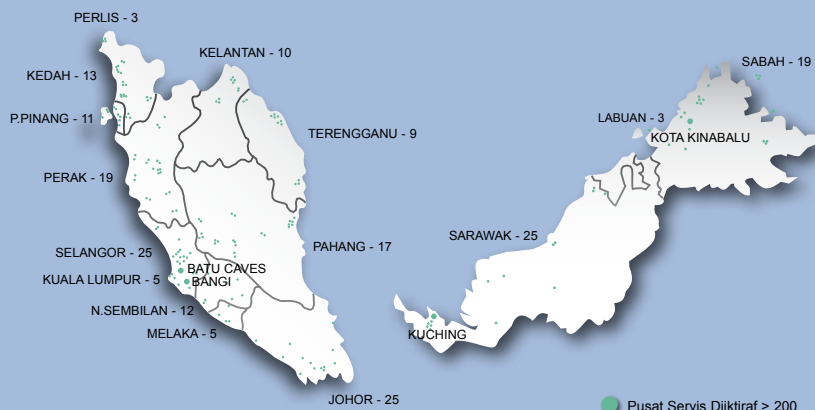 PERLIS - 3
KELANTAN - 10
KEDAH - 13
P.PINANG - 11
TERENGGANU - 9
PERAK - 19
PAHANG - 17
SELANGOR - 25
BATU CAVES
KUALA LUMPUR - 5
BANGI
N.SEMBILAN - 12
MELAKA - 5
JOHOR - 25
SABAH - 19
LABUAN - 3
KOTA KINABALU
SARAWAK - 25
KUCHING
Pusat Servis Diiktiraf > 200